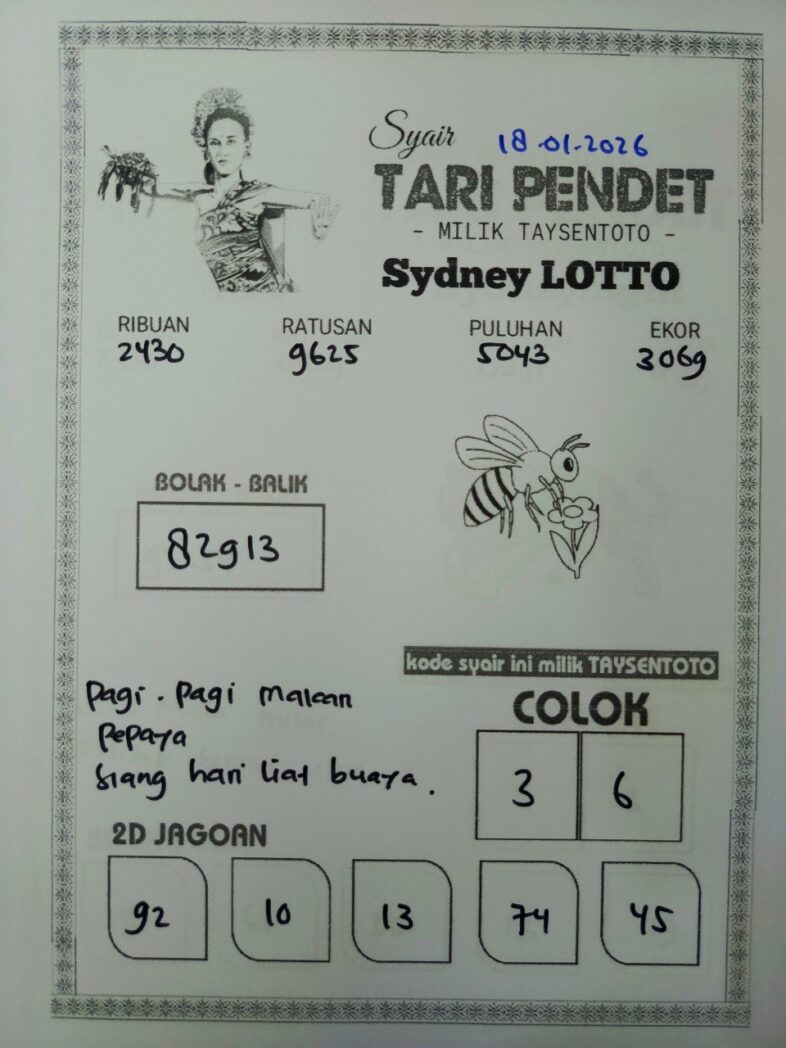 Syair 18-01-2026
TARI PENDET
- MILIK TAYSENTOTO -
Sydney LOTTO
RIBUAN RATUSAN PULUHAN EKOR
2430 9625 5043 3069
BOLAK - BALIK
82913
kode syair ini milik TAYSENTOTO
Pagi - Pagi makan
Pepaya
siang hari liat buaya.
COLOK
3 6
2D JAGOAN
92 10 13 74 45